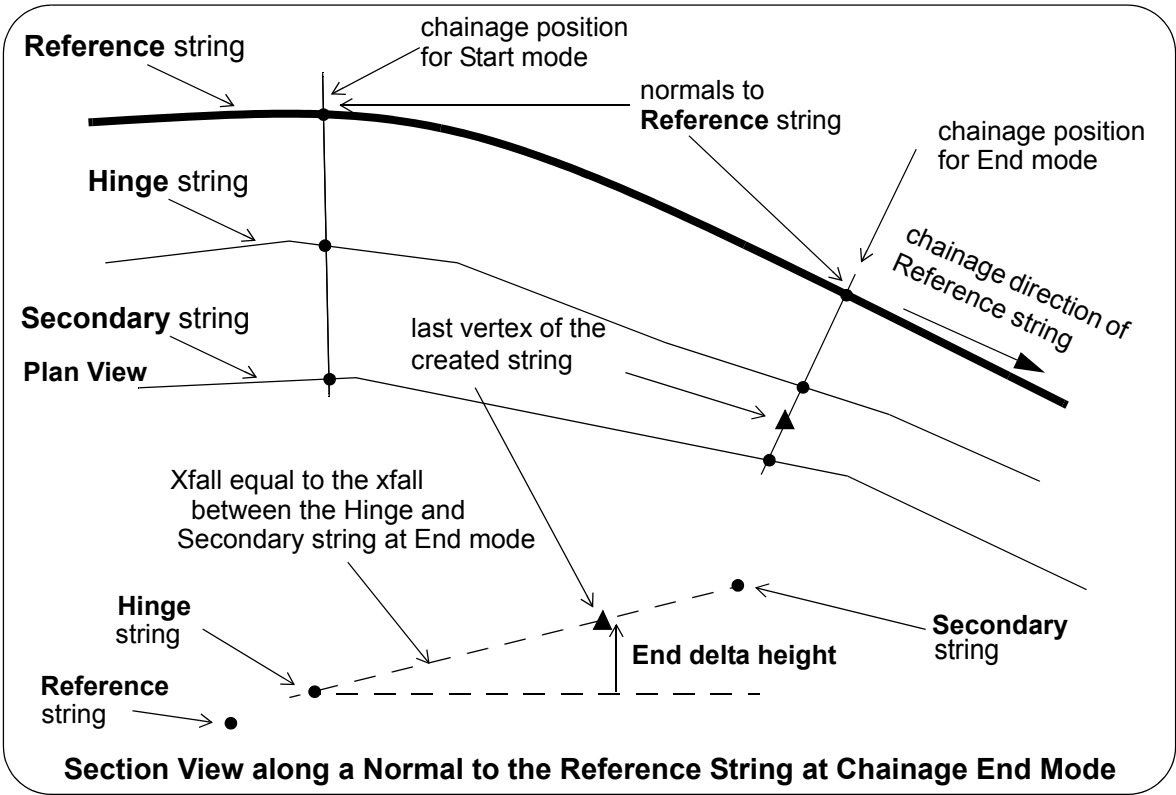 Reference string
chainage position
for Start mode
normals to
Reference string
chainage position
for End mode
Hinge string
chainage direction of
Reference string
Secondary string
Plan View
last vertex of the
created string
Xfall equal to the xfall
between the Hinge and
Secondary string at End mode
Hinge
string
Secondary
string
End delta height
Reference
string
Section View along a Normal to the Reference String at Chainage End Mode